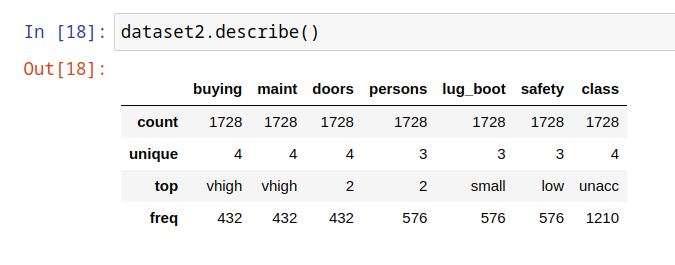 In [18]: dataset2.describe()
Out[18]:
buying maint doors persons lug_boot safety class
count 1728 1728 1728 1728 1728 1728 1728
unique 4 4 4 3 3 3 4
top vhigh vhigh 2 2 small low unacc
freq 432 432 432 576 576 576 1210